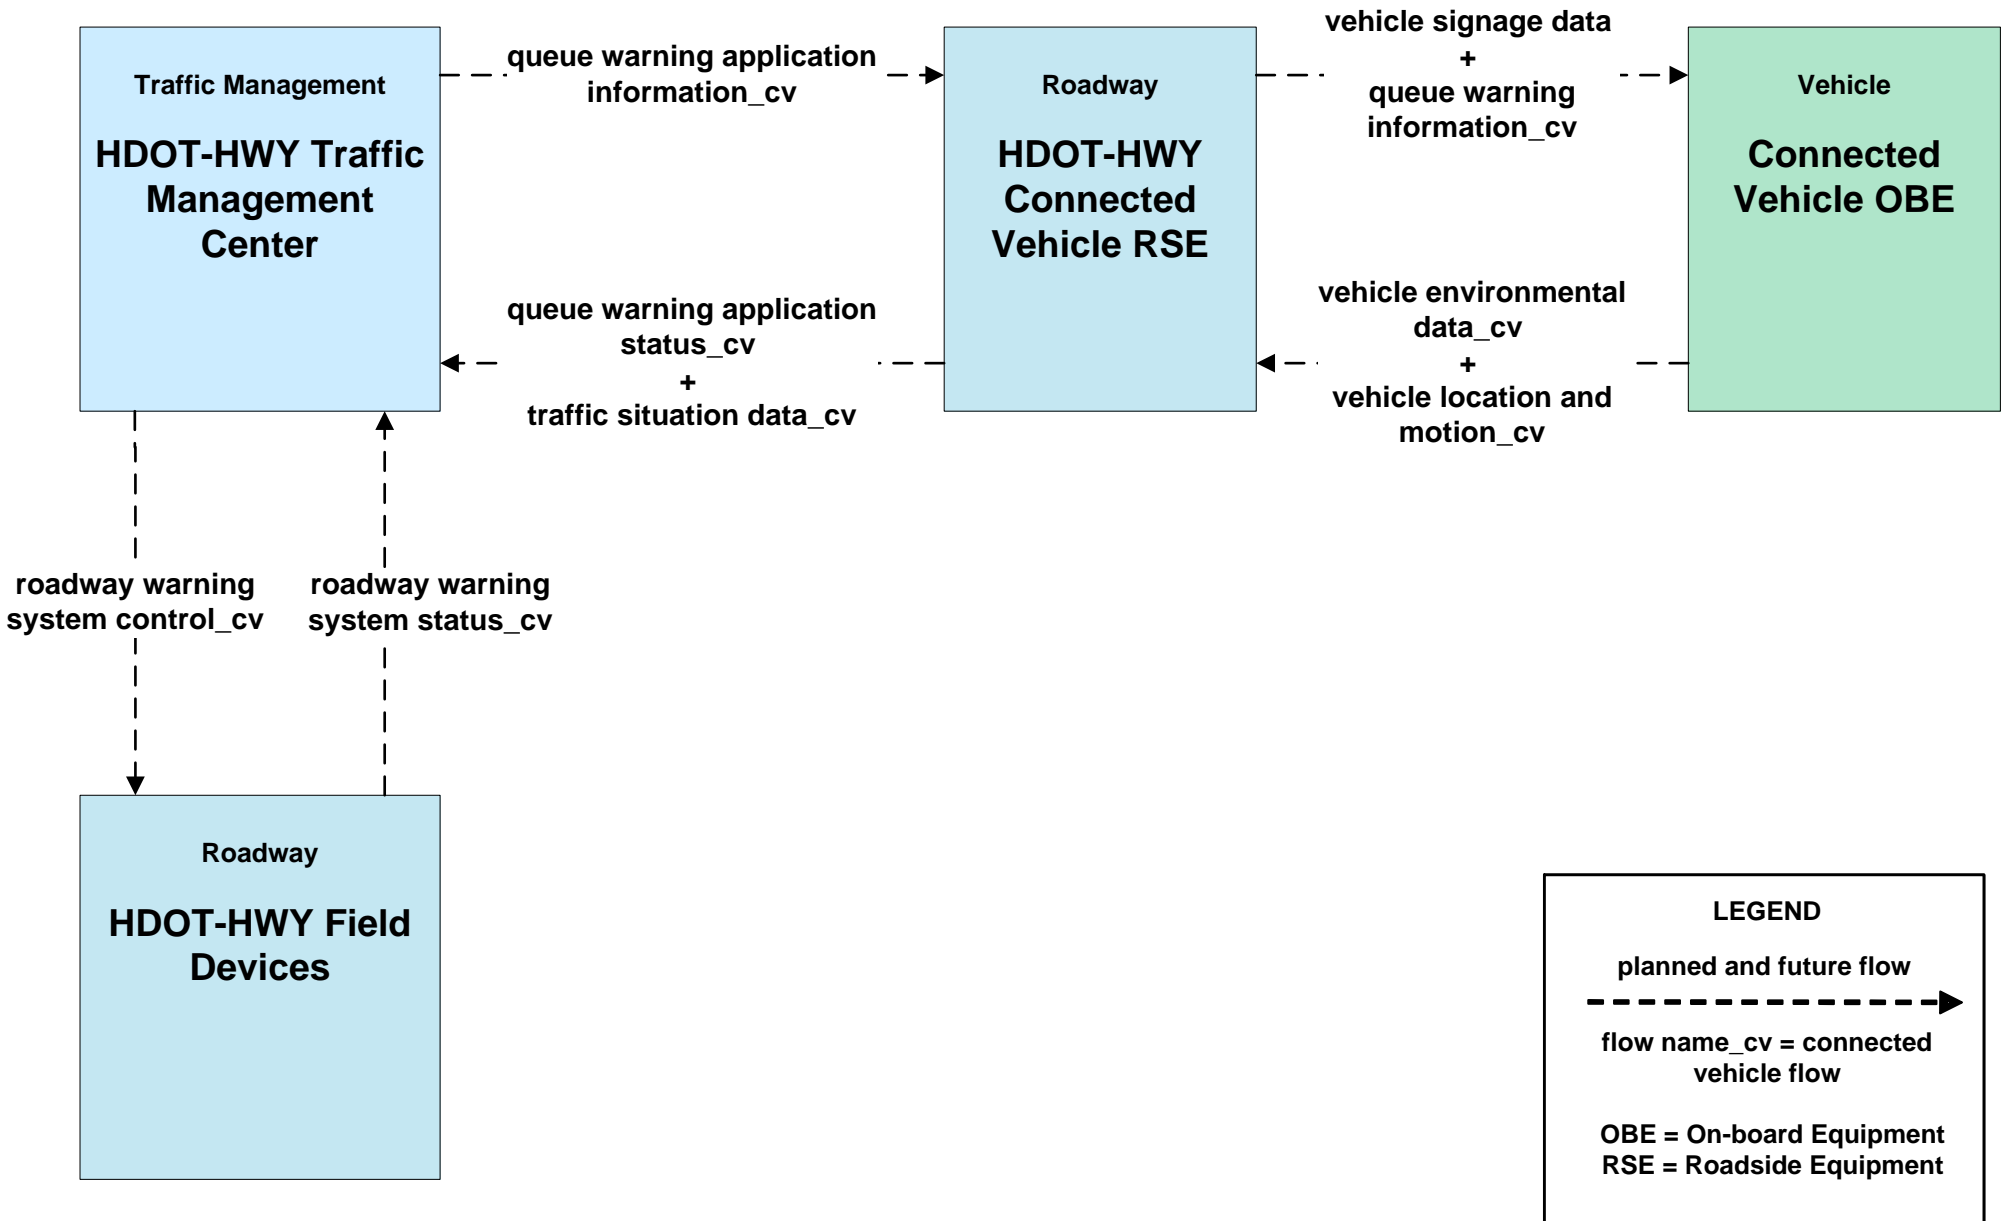 Traffic Management
HDOT-HWY Traffic
Management
Center
queue warning application
information_cv
Roadway
HDOT-HWY
Connected
Vehicle RSE
vehicle signage data
+
queue warning
information_cv
Vehicle
Connected
Vehicle OBE
queue warning application
status_cv
+
traffic situation data_cv
vehicle environmental
data_cv
+
vehicle location and
motion_cv
roadway warning
system control_cv
roadway warning
system status_cv
Roadway
HDOT-HWY Field
Devices
LEGEND
planned and future flow
flow name_cv = connected
vehicle flow
OBE = On-board Equipment
RSE = Roadside Equipment